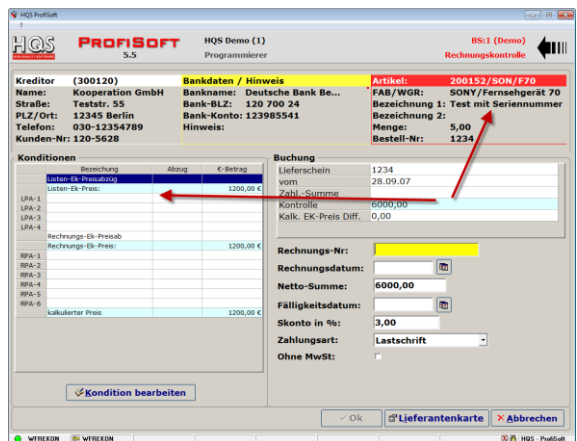 HQS ProfiSoft
?
HQS
PROFISOFT
5.5
HQS Demo (1)
Programmierer
BS:1 (Demo)
Rechnungskontrolle
Kreditor (300120)
Name: Kooperation GmbH
Straße: Teststr. 55
PLZ/Ort: 12345 Berlin
Telefon: 030-12354789
Kunden-Nr: 120-5628
Bankdaten / Hinweis
Bankname: Deutsche Bank Be...
Bank-BLZ: 120 700 24
Bank-Konto: 123985541
Hinweis:
Artikel: 200152/SON/F70
FAB/WGR: SONY/Fernsehgerät 70
Bezeichnung 1: Test mit Seriennummer
Bezeichnung 2:
Menge: 5,00
Bestell-Nr: 1234
Konditionen
Bezeichung Abzug €-Betrag
Listen-Ek-Preisabzüg
Listen-Ek-Preis: 1200,00 €
LPA-1
LPA-2
LPA-3
LPA-4
Rechnungs-Ek-Preisab
Rechnungs-Ek-Preis: 1200,00 €
RPA-1
RPA-2
RPA-3
RPA-4
RPA-5
RPA-6
kalkulierter Preis 1200,00 €
Kondition bearbeiten
Buchung
Lieferschein 1234
vom 28.09.07
Zahl.-Summe
Kontrolle 6000,00
Kalk. EK-Preis Diff. 0,00
Rechnungs-Nr:
Rechnungsdatum:
Netto-Summe: 6000,00
Fälligkeitsdatum:
Skonto in %: 3,00
Zahlungsart: Lastschrift
Ohne MwSt:
Ok
Lieferantenkarte
Abbrechen
WFREKON WFREKON HQS - ProfiSoft